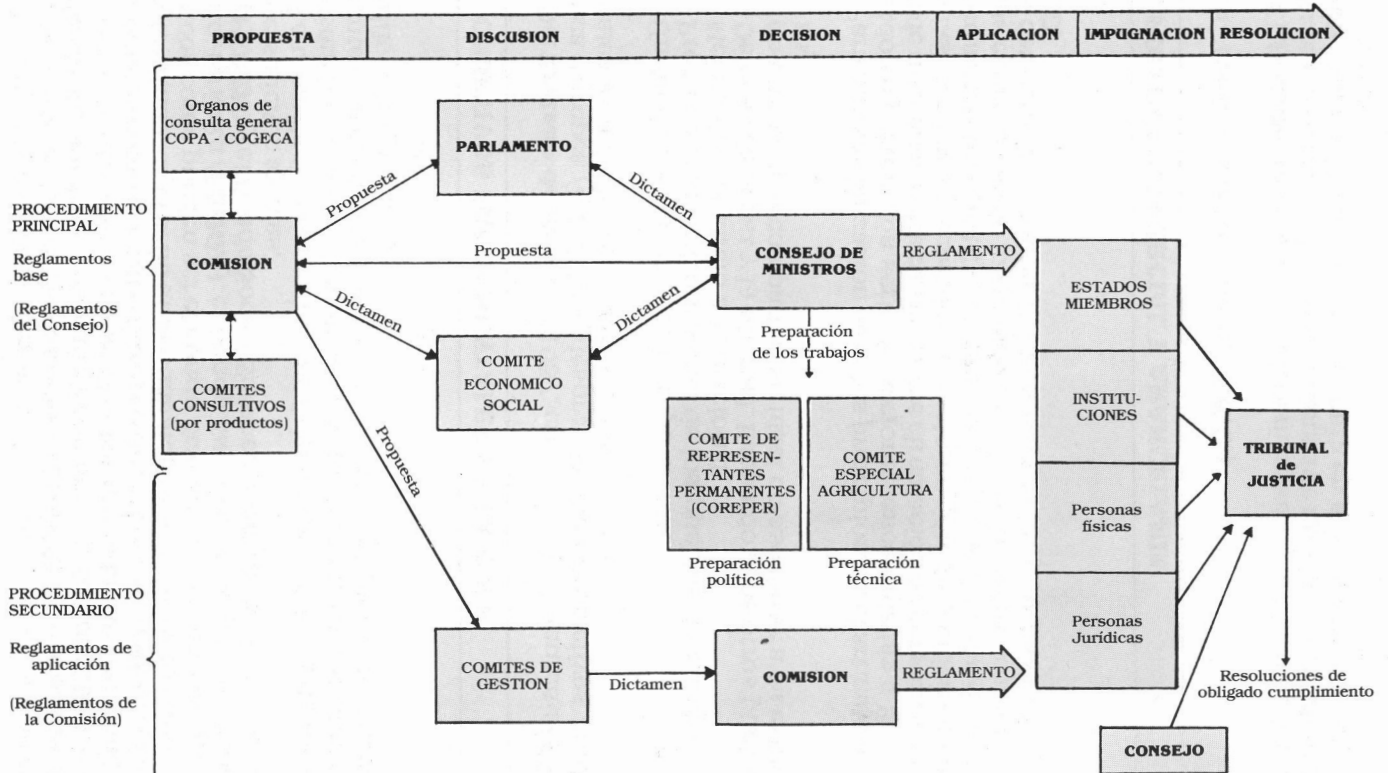 PROPUESTA
DISCUSION
DECISION
APLICACION
IMPUGNACION
RESOLUCION
PROCEDIMIENTO
PRINCIPAL
Reglamentos
base
(Reglamentos
del Consejo)
Organos de
consulta general
COPA - COGECA
COMISION
COMITES
CONSULTIVOS
(por productos)
Propuesta
PARLAMENTO
Dictamen
Propuesta
Dictamen
COMITE
ECONOMICO
SOCIAL
Dictamen
CONSEJO DE
MINISTROS
REGLAMENTO
Preparación
de los trabajos
COMITE DE
REPRESEN-
TANTES
PERMANENTES
(COREPER)
COMITE
ESPECIAL
AGRICULTURA
Preparación
política
Preparación
técnica
PROCEDIMIENTO
SECUNDARIO
Reglamentos de
aplicación
(Reglamentos de
la Comisión)
Propuesta
COMITES DE
GESTION
Dictamen
COMISION
REGLAMENTO
ESTADOS
MIEMBROS
INSTITU-
CIONES
Personas
físicas
Personas
Jurídicas
TRIBUNAL
de
JUSTICIA
Resoluciones de
obligado cumplimiento
CONSEJO